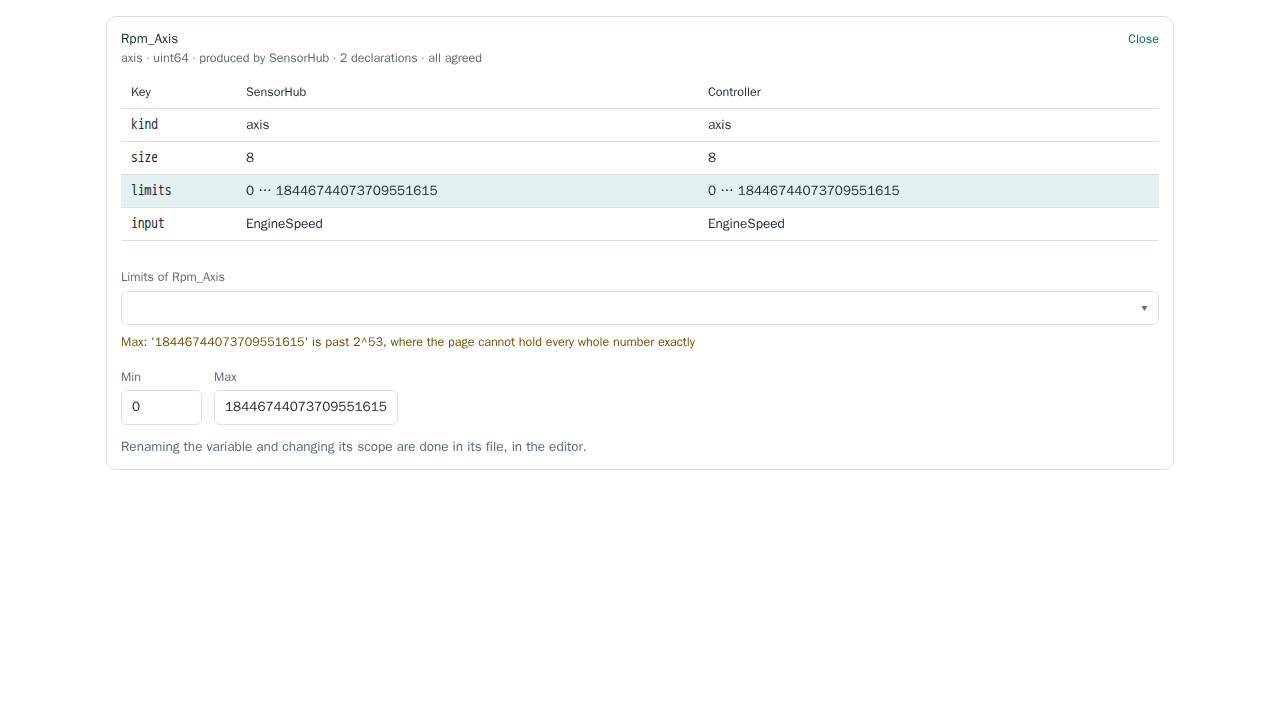 Rpm_Axis Close
axis · uint64 · produced by SensorHub · 2 declarations · all agreed
Key SensorHub Controller
kind axis axis
size 8 8
limits 0 ··· 18446744073709551615 0 ··· 18446744073709551615
input EngineSpeed EngineSpeed
Limits of Rpm_Axis
Max: '18446744073709551615' is past 2^53, where the page cannot hold every whole number exactly
Min Max
0 18446744073709551615
Renaming the variable and changing its scope are done in its file, in the editor.